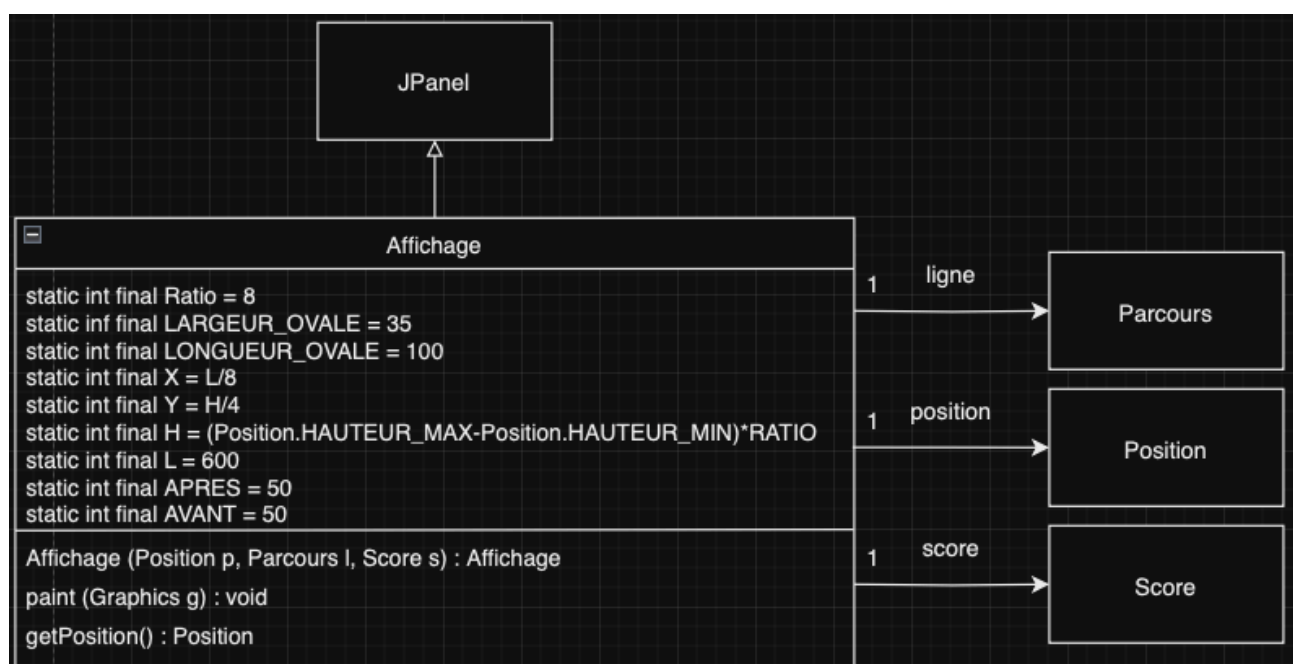 JPanel
Affichage
static int final Ratio = 8
static inf final LARGEUR_OVALE = 35
static int final LONGUEUR_OVALE = 100
static int final X = L/8
static int final Y = H/4
static int final H = (Position.HAUTEUR_MAX-Position.HAUTEUR_MIN)*RATIO
static int final L = 600
static int final APRES = 50
static int final AVANT = 50
Affichage (Position p, Parcours l, Score s) : Affichage
paint (Graphics g) : void
getPosition() : Position
1 ligne
Parcours
1 position
Position
1 score
Score